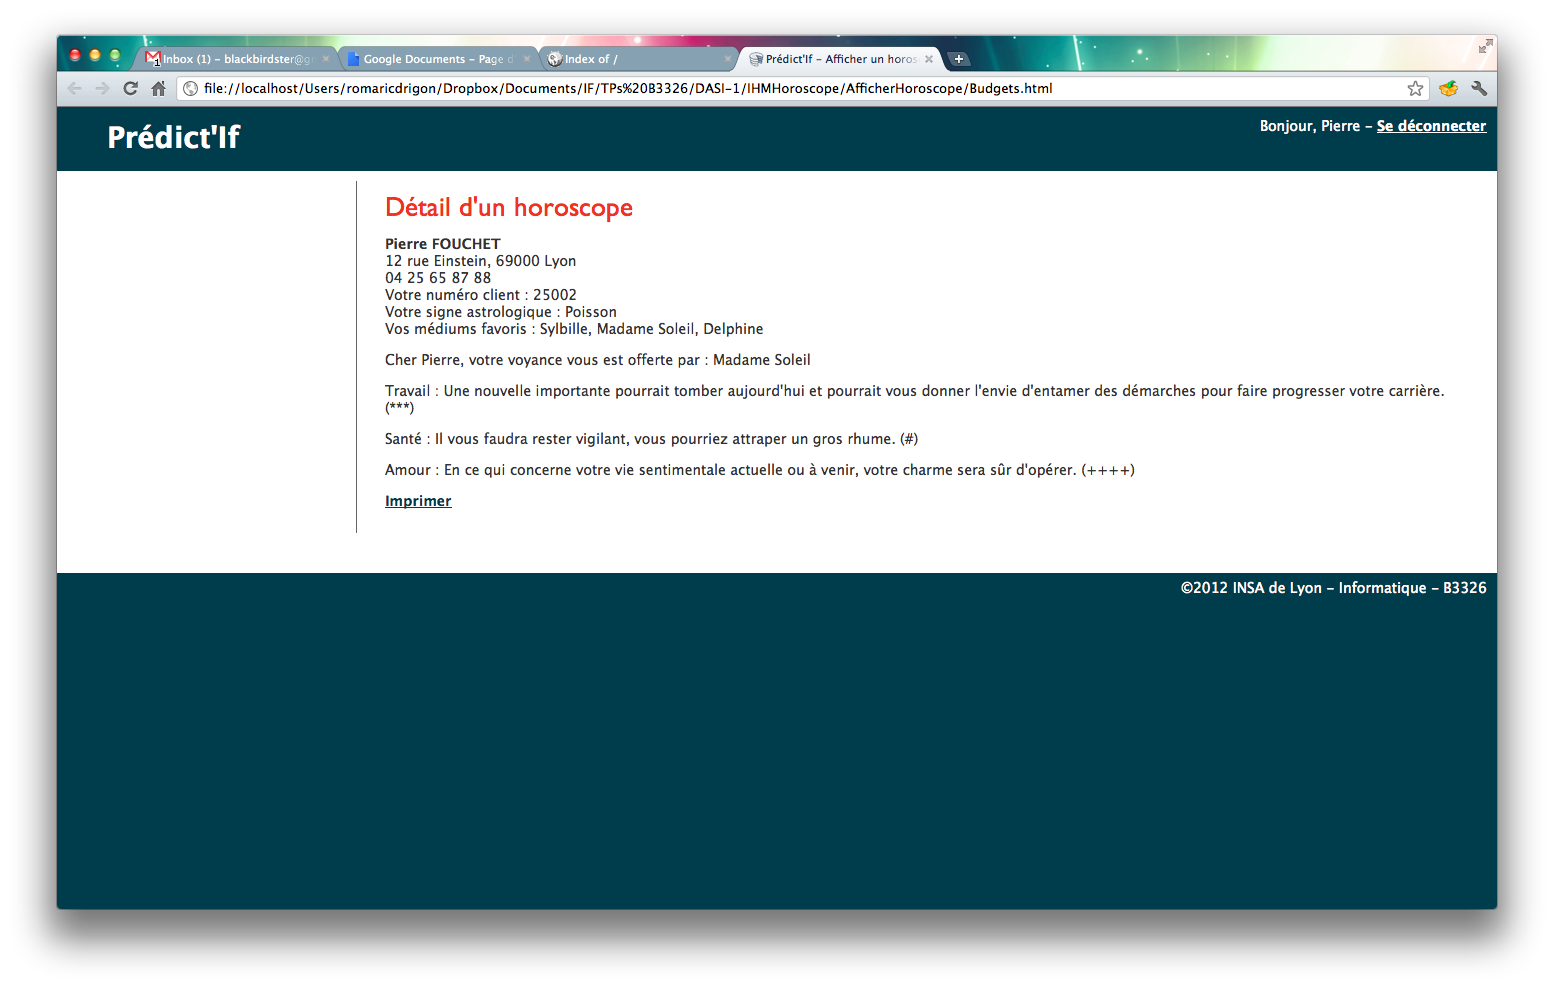 Inbox (1) – blackbirdster@g
Google Documents – Page d
Index of /
Prédict'If – Afficher un horos
file://localhost/Users/romaricdrigon/Dropbox/Documents/IF/TPs%20B3326/DASI-1/IHMHoroscope/AfficherHoroscope/Budgets.html
Prédict'If
Bonjour, Pierre – Se déconnecter
Détail d'un horoscope
Pierre FOUCHET
12 rue Einstein, 69000 Lyon
04 25 65 87 88
Votre numéro client : 25002
Votre signe astrologique : Poisson
Vos médiums favoris : Sylbille, Madame Soleil, Delphine
Cher Pierre, votre voyance vous est offerte par : Madame Soleil
Travail : Une nouvelle importante pourrait tomber aujourd'hui et pourrait vous donner l'envie d'entamer des démarches pour faire progresser votre carrière.
(***)
Santé : Il vous faudra rester vigilant, vous pourriez attraper un gros rhume. (#)
Amour : En ce qui concerne votre vie sentimentale actuelle ou à venir, votre charme sera sûr d'opérer. (++++)
Imprimer
©2012 INSA de Lyon – Informatique – B3326